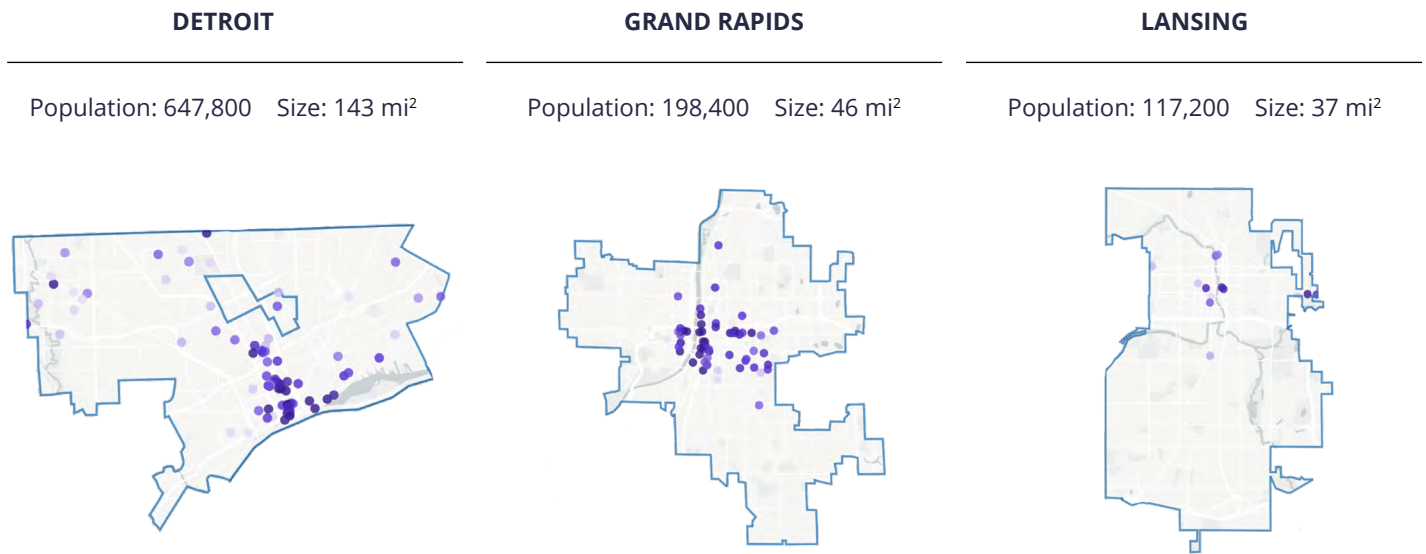 DETROIT
Population: 647,800 Size: 143 mi²
GRAND RAPIDS
Population: 198,400 Size: 46 mi²
LANSING
Population: 117,200 Size: 37 mi²